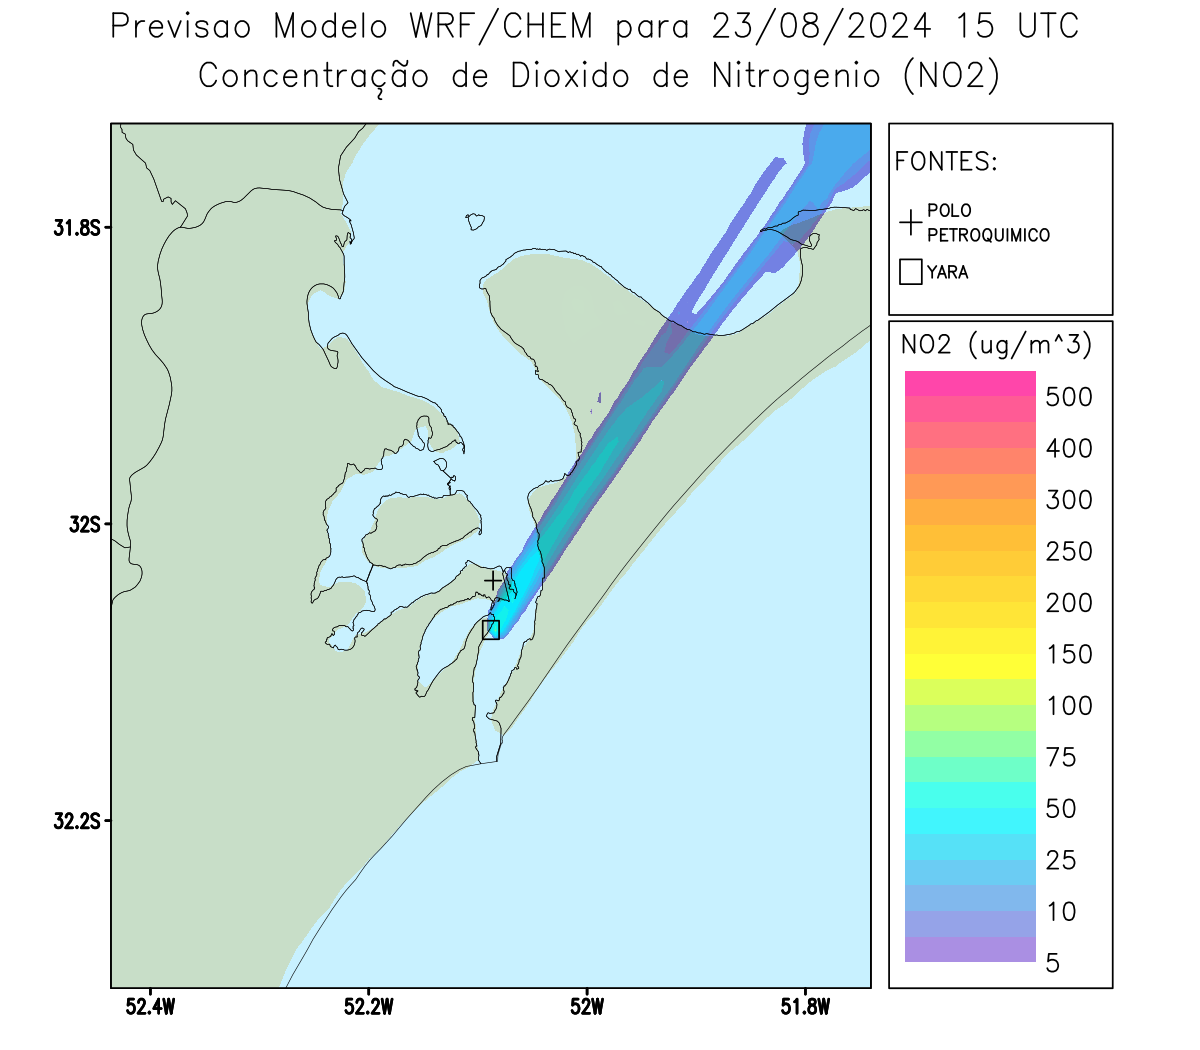 Previsao Modelo WRF/CHEM para 23/08/2024 15 UTC
Concentração de Dioxido de Nitrogenio (NO2)
FONTES:
POLO
PETROQUIMICO
YARA
31.8S
32S
32.2S
52.4W
52.2W
52W
51.8W
NO2 (ug/m^3)
500
400
300
250
200
150
100
75
50
25
10
5